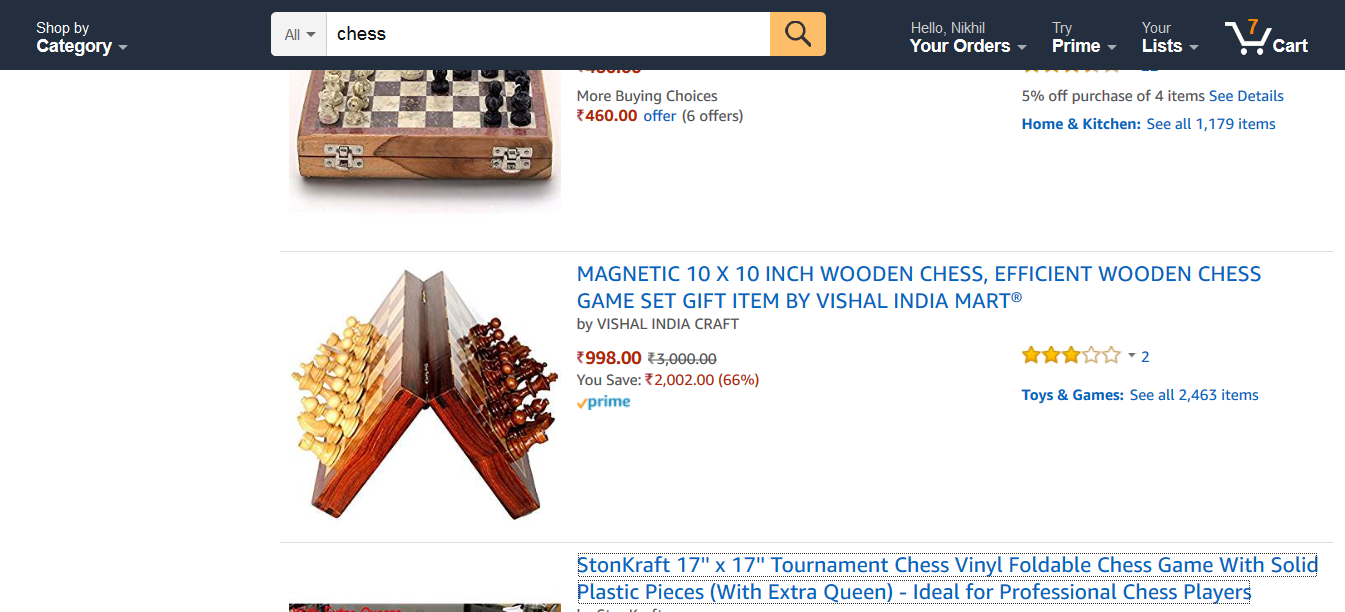 Shop by
Category
All
chess
Hello, Nikhil
Your Orders
Try
Prime
Your
Lists
7
Cart
More Buying Choices
₹460.00 offer (6 offers)
5% off purchase of 4 items See Details
Home & Kitchen: See all 1,179 items
MAGNETIC 10 X 10 INCH WOODEN CHESS, EFFICIENT WOODEN CHESS
GAME SET GIFT ITEM BY VISHAL INDIA MART®
by VISHAL INDIA CRAFT
₹998.00 ₹3,000.00
You Save: ₹2,002.00 (66%)
prime
2
Toys & Games: See all 2,463 items
StonKraft 17" x 17" Tournament Chess Vinyl Foldable Chess Game With Solid
Plastic Pieces (With Extra Queen) - Ideal for Professional Chess Players